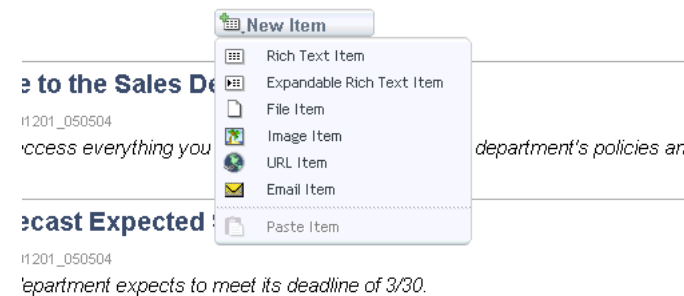 New Item
Rich Text Item
e to the Sales De
Expandable Rich Text Item
File Item
1201_050504
Image Item
ccess everything you
department's policies an
URL Item
Email Item
ecast Expected
Paste Item
1201_050504
epartment expects to meet its deadline of 3/30.